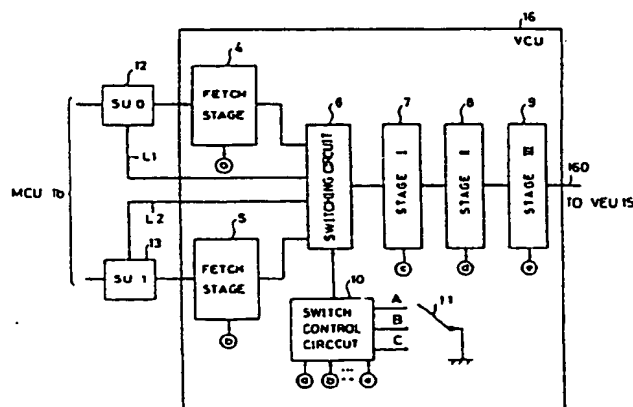 16
VCU
12
SU 0
4
FETCH
STAGE
a
L1
6
SWITCHING CIRCUIT
7
STAGE I
c
8
STAGE II
d
9
STAGE III
e
160
TO VEU 15
MCU 1b
L2
13
SU 1
5
FETCH
STAGE
b
10
SWITCH
CONTROL
CIRCCUT
A
B
C
11
a b ... e